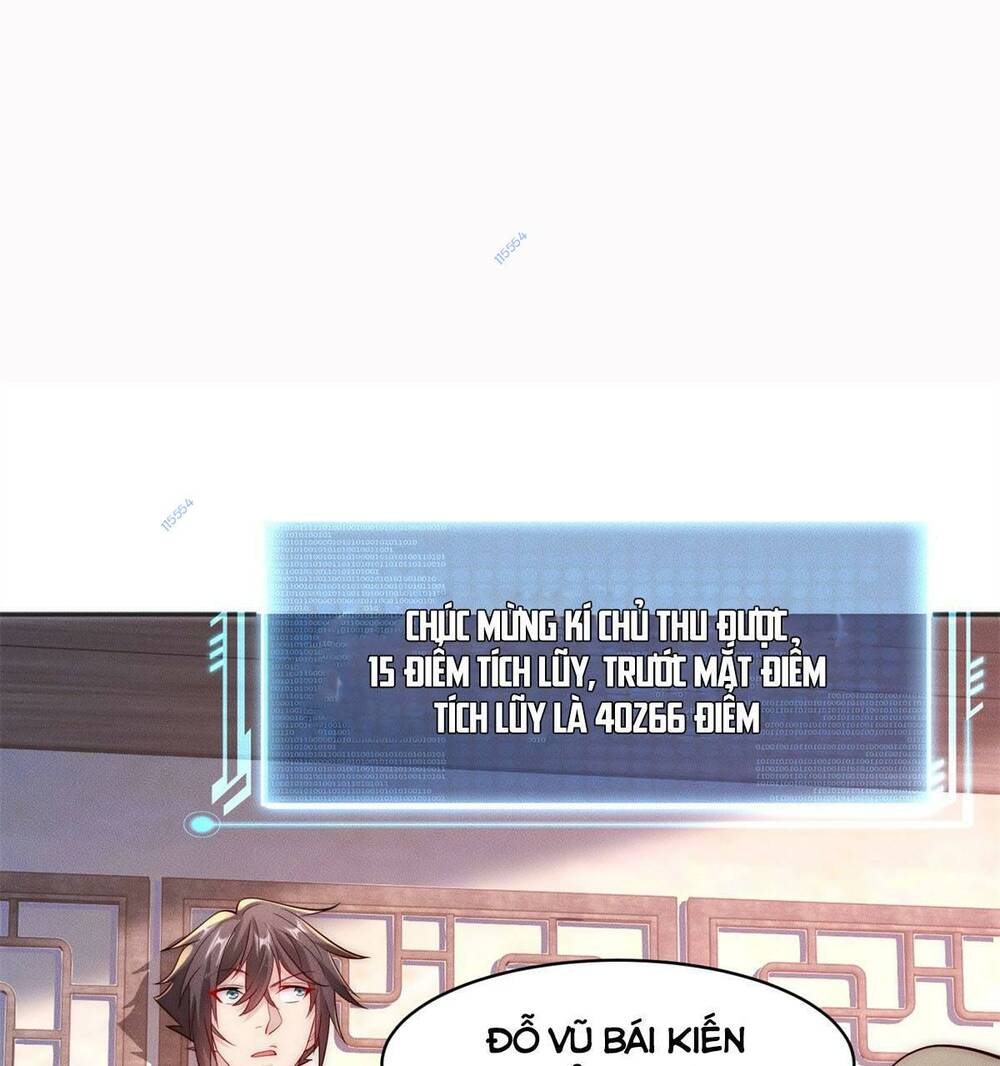 115554
115554
CHÚC MỪNG KÍ CHỦ THU ĐƯỢC
15 ĐIỂM TÍCH LŨY, TRƯỚC MẶT ĐIỂM
TÍCH LŨY LÀ 40266 ĐIỂM
ĐỖ VŨ BÁI KIẾN